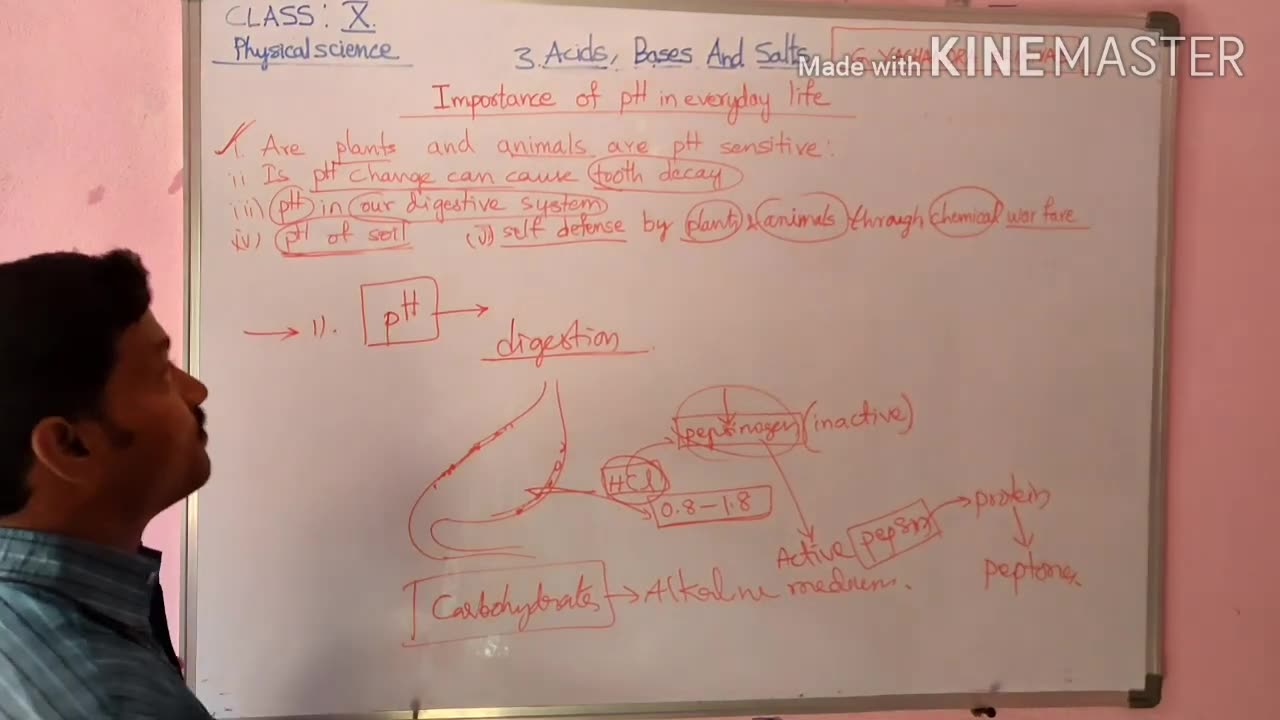 CLASS: X.
Physical science
3. Acids, Bases And Salts
Made with KINEMASTER
Importance of pH in everyday life
1. Are plants and animals are pH sensitive:
ii Is pH change can cause tooth decay
iii) pH in our digestive system
iv) pH of soil (v) self defense by plants & animals through chemical war fare
1). pH
digestion
pepsinogen (inactive)
HCl
0.8-1.8
Active pepsin
protein
peptones
Carbohydrates Alkaline medium.